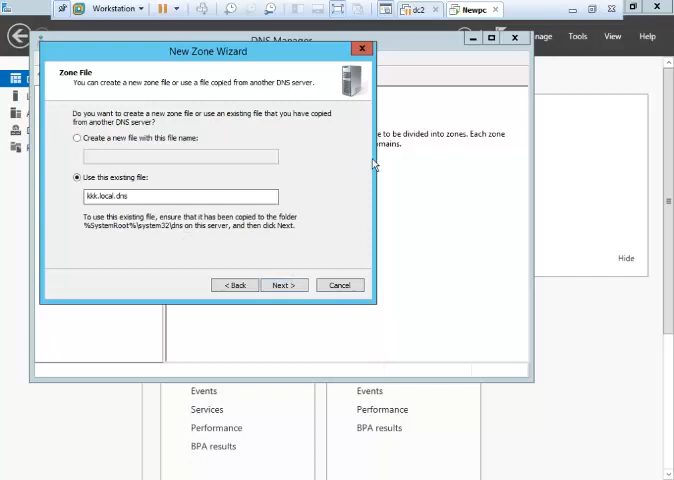 Workstation
dc2
Newpc
DNS Manager
anage
Tools
View
Help
New Zone Wizard
Zone File
You can create a new zone file or use a file copied from another DNS server.
Do you want to create a new zone file or use an existing file that you have copied
from another DNS server?
Create a new file with this file name:
Use this existing file:
kkk.local.dns
To use this existing file, ensure that it has been copied to the folder
%SystemRoot%\system32\dns on this server, and then click Next.
< Back
Next >
Cancel
e to be divided into zones. Each zone
omains.
Hide
Events
Services
Performance
BPA results
Events
Performance
BPA results